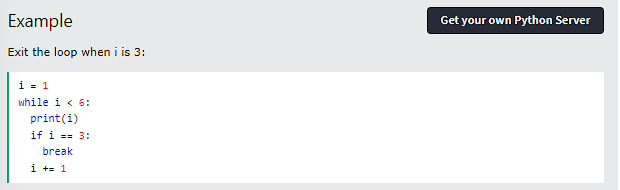 Example
Get your own Python Server
Exit the loop when i is 3:
i = 1
while i < 6:
  print(i)
  if i == 3:
    break
  i += 1